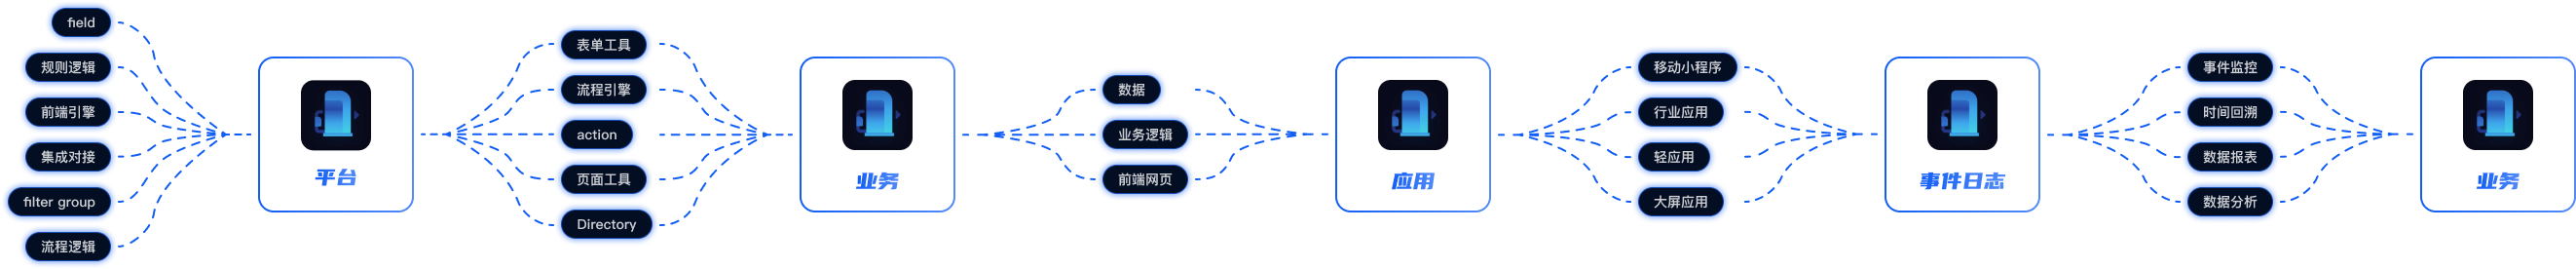 field
规则逻辑
前端引擎
集成对接
filter group
流程逻辑
平台
表单工具
流程引擎
action
页面工具
Directory
业务
数据
业务逻辑
前端网页
应用
移动小程序
行业应用
轻应用
大屏应用
事件日志
事件监控
时间回溯
数据报表
数据分析
业务